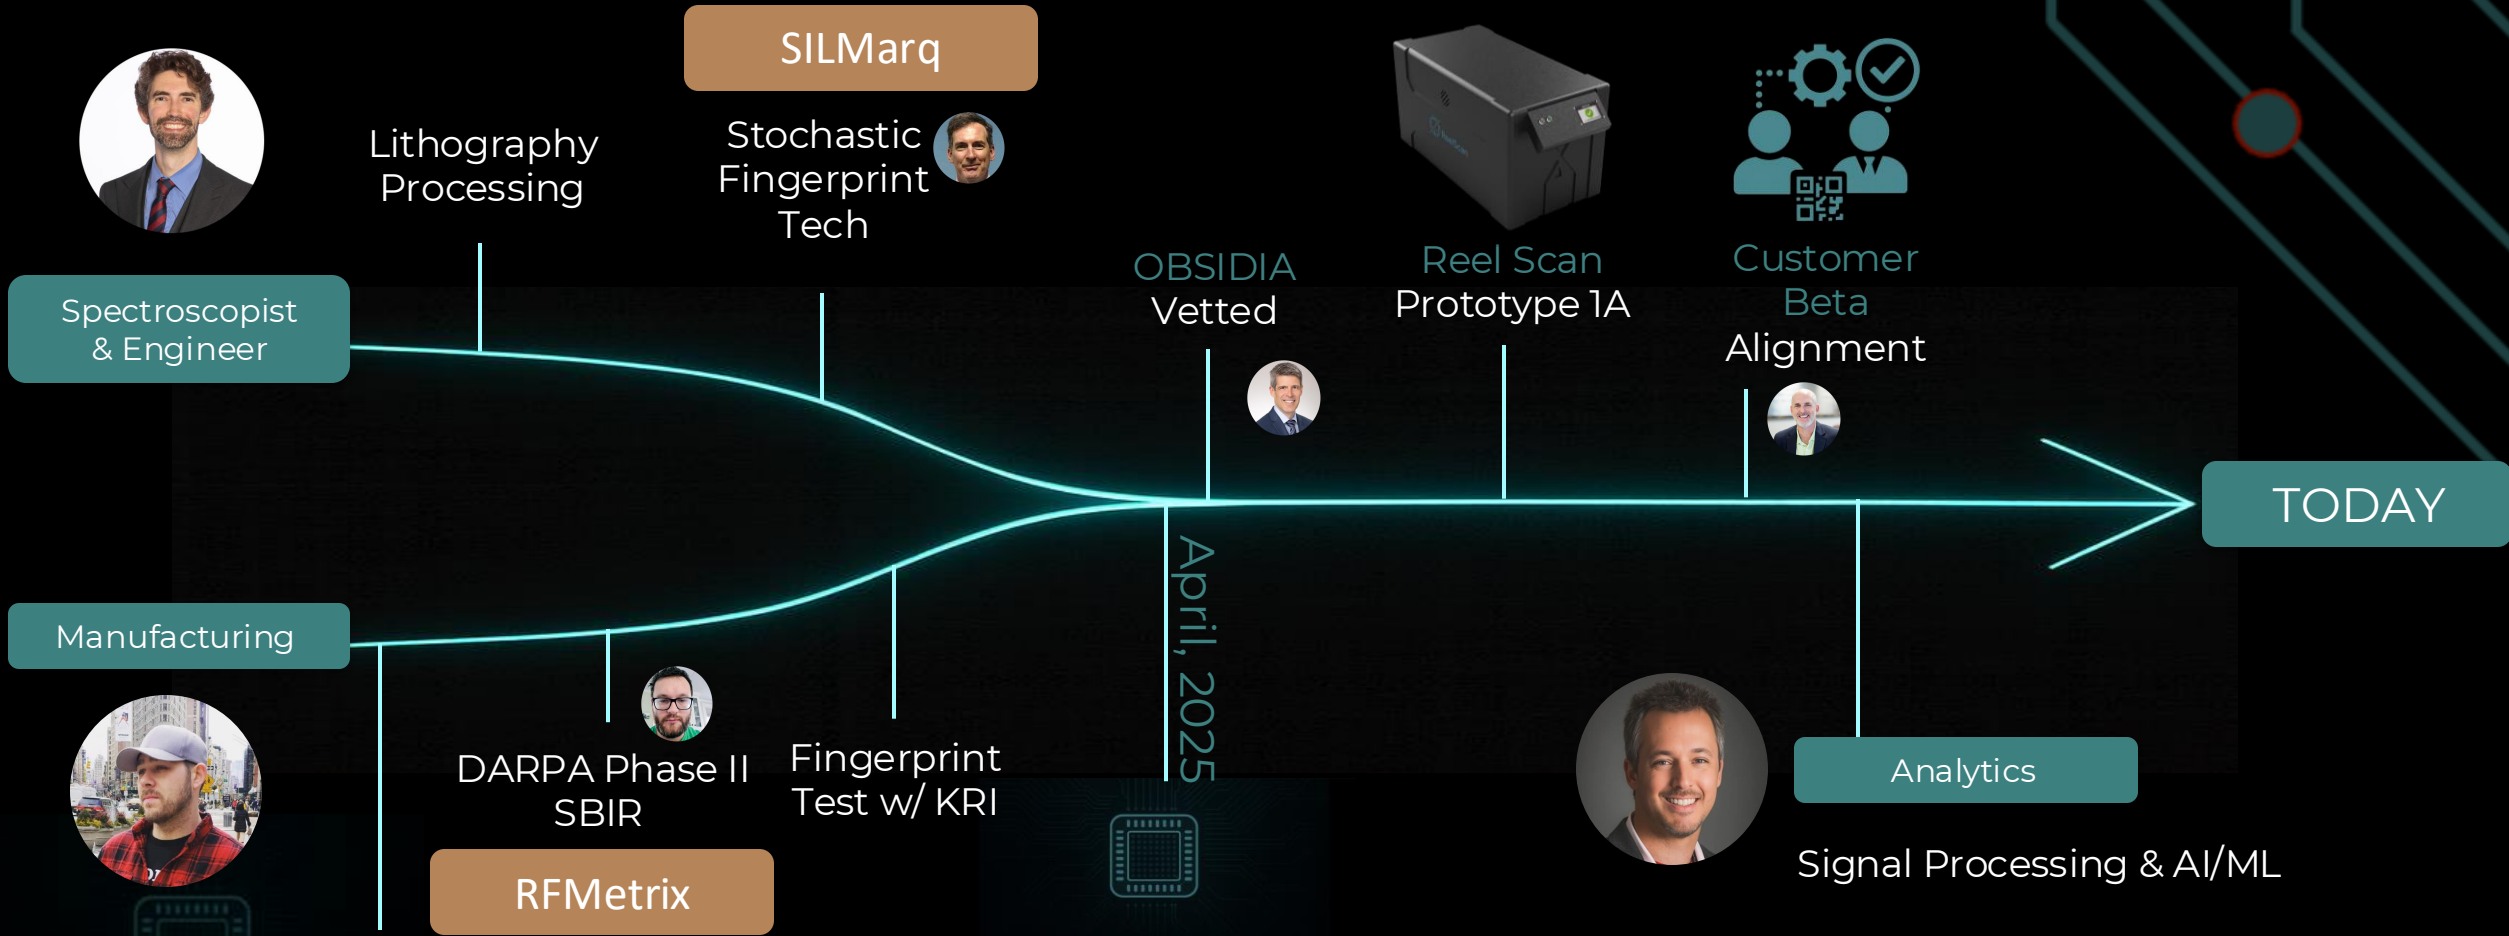 SILMarq
Lithography
Processing
Stochastic
Fingerprint
Tech
Spectroscopist
& Engineer
OBSIDIA
Vetted
Reel Scan
Prototype 1A
Customer
Beta
Alignment
TODAY
April, 2025
Manufacturing
DARPA Phase II
SBIR
RFMetrix
Fingerprint
Test w/ KRI
Analytics
Signal Processing & AI/ML